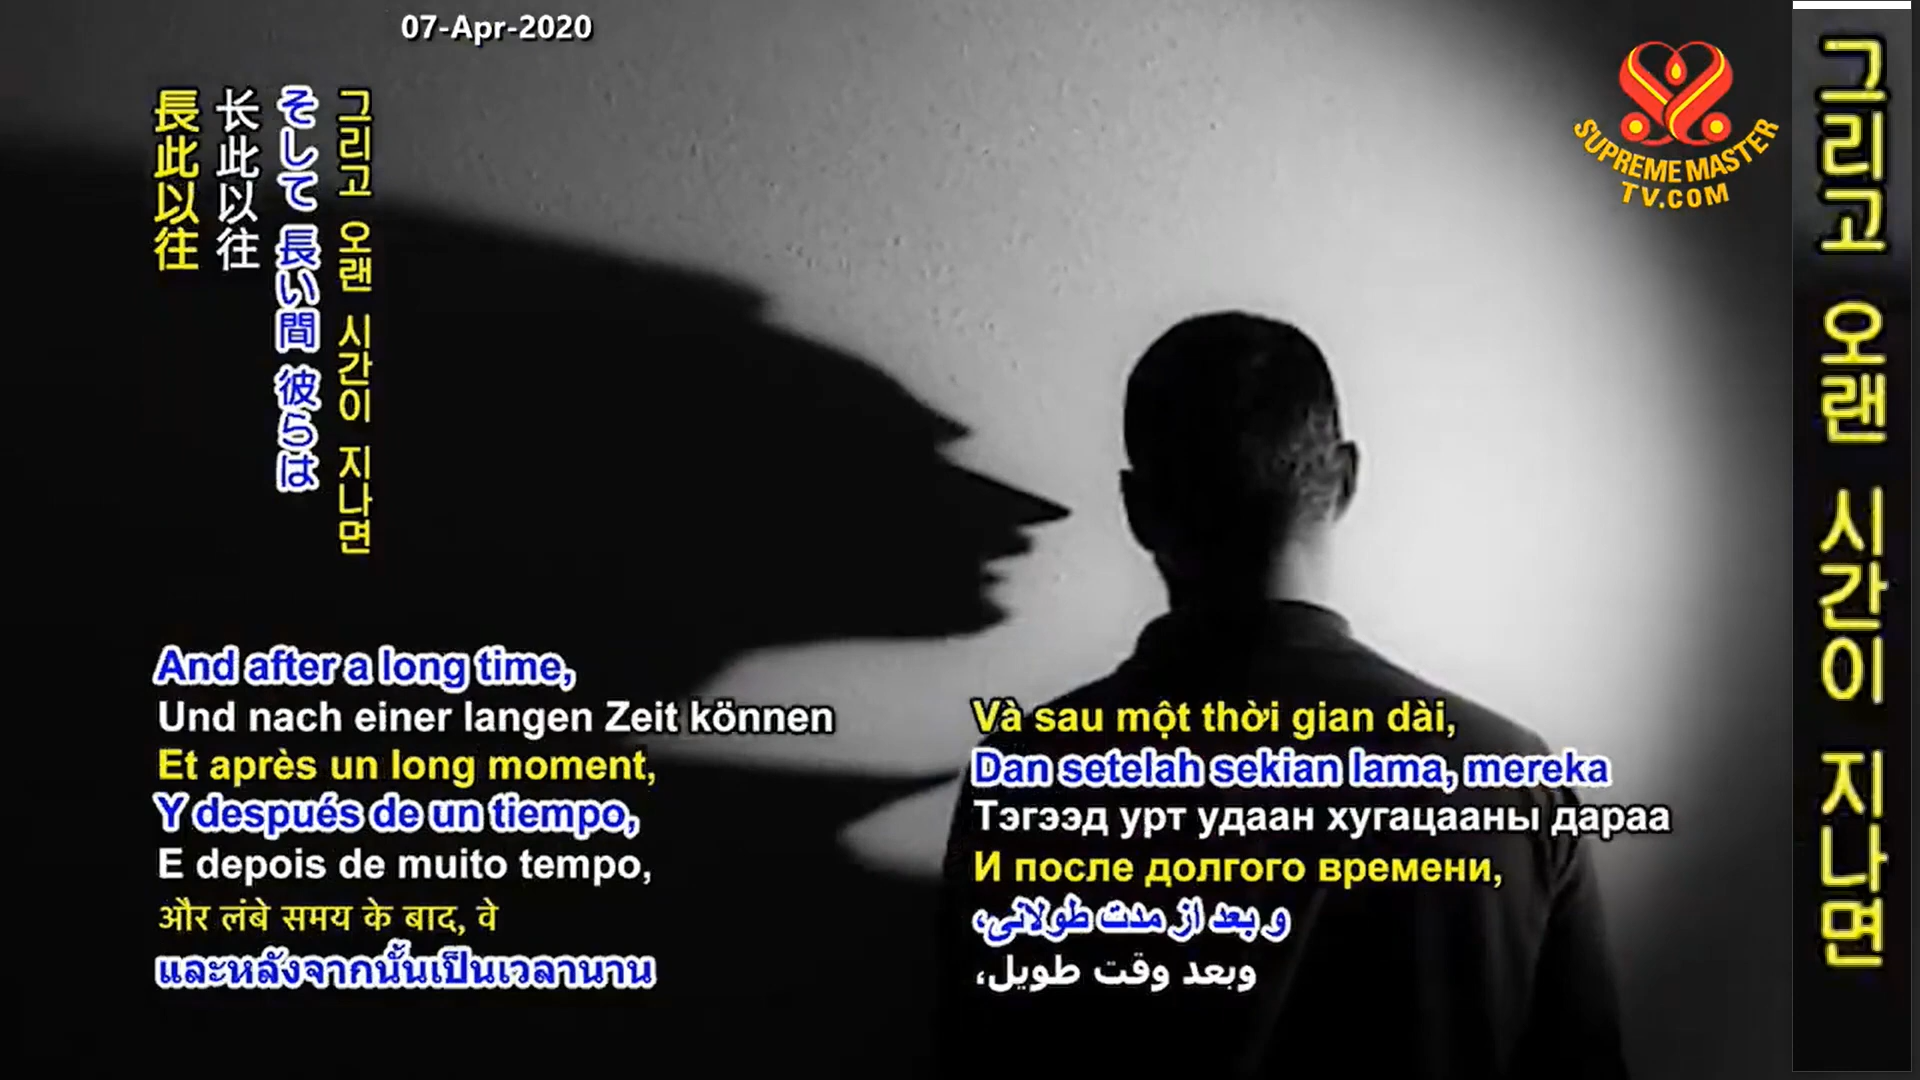 07-Apr-2020
SUPREME MASTER
TV.COM
長此以往
长此以往
そして 長い間 彼らは
그리고 오랜 시간이 지나면
그리고 오랜 시간이 지나면
And after a long time,
Und nach einer langen Zeit können
Et après un long moment,
Y después de un tiempo,
E depois de muito tempo,
और लंबे समय के बाद, वे
และหลังจากนั้นเป็นเวลานาน
Và sau một thời gian dài,
Dan setelah sekian lama, mereka
Тэгээд урт удаан хугацааны дараа
И после долгого времени,
و بعد از مدت طولانی،
وبعد وقت طويل،